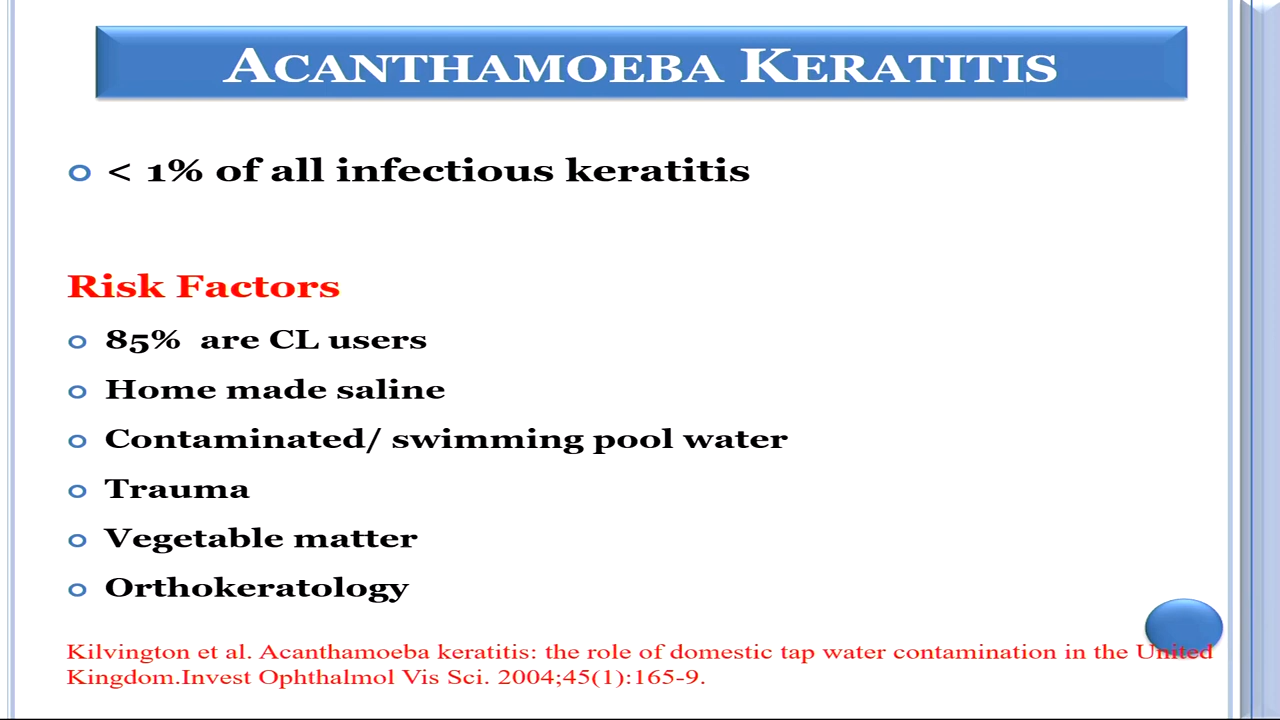 ACANTHAMOEBA KERATITIS
< 1% of all infectious keratitis
Risk Factors
85% are CL users
Home made saline
Contaminated/ swimming pool water
Trauma
Vegetable matter
Orthokeratology
Kilvington et al. Acanthamoeba keratitis: the role of domestic tap water contamination in the United
Kingdom.Invest Ophthalmol Vis Sci. 2004;45(1):165-9.